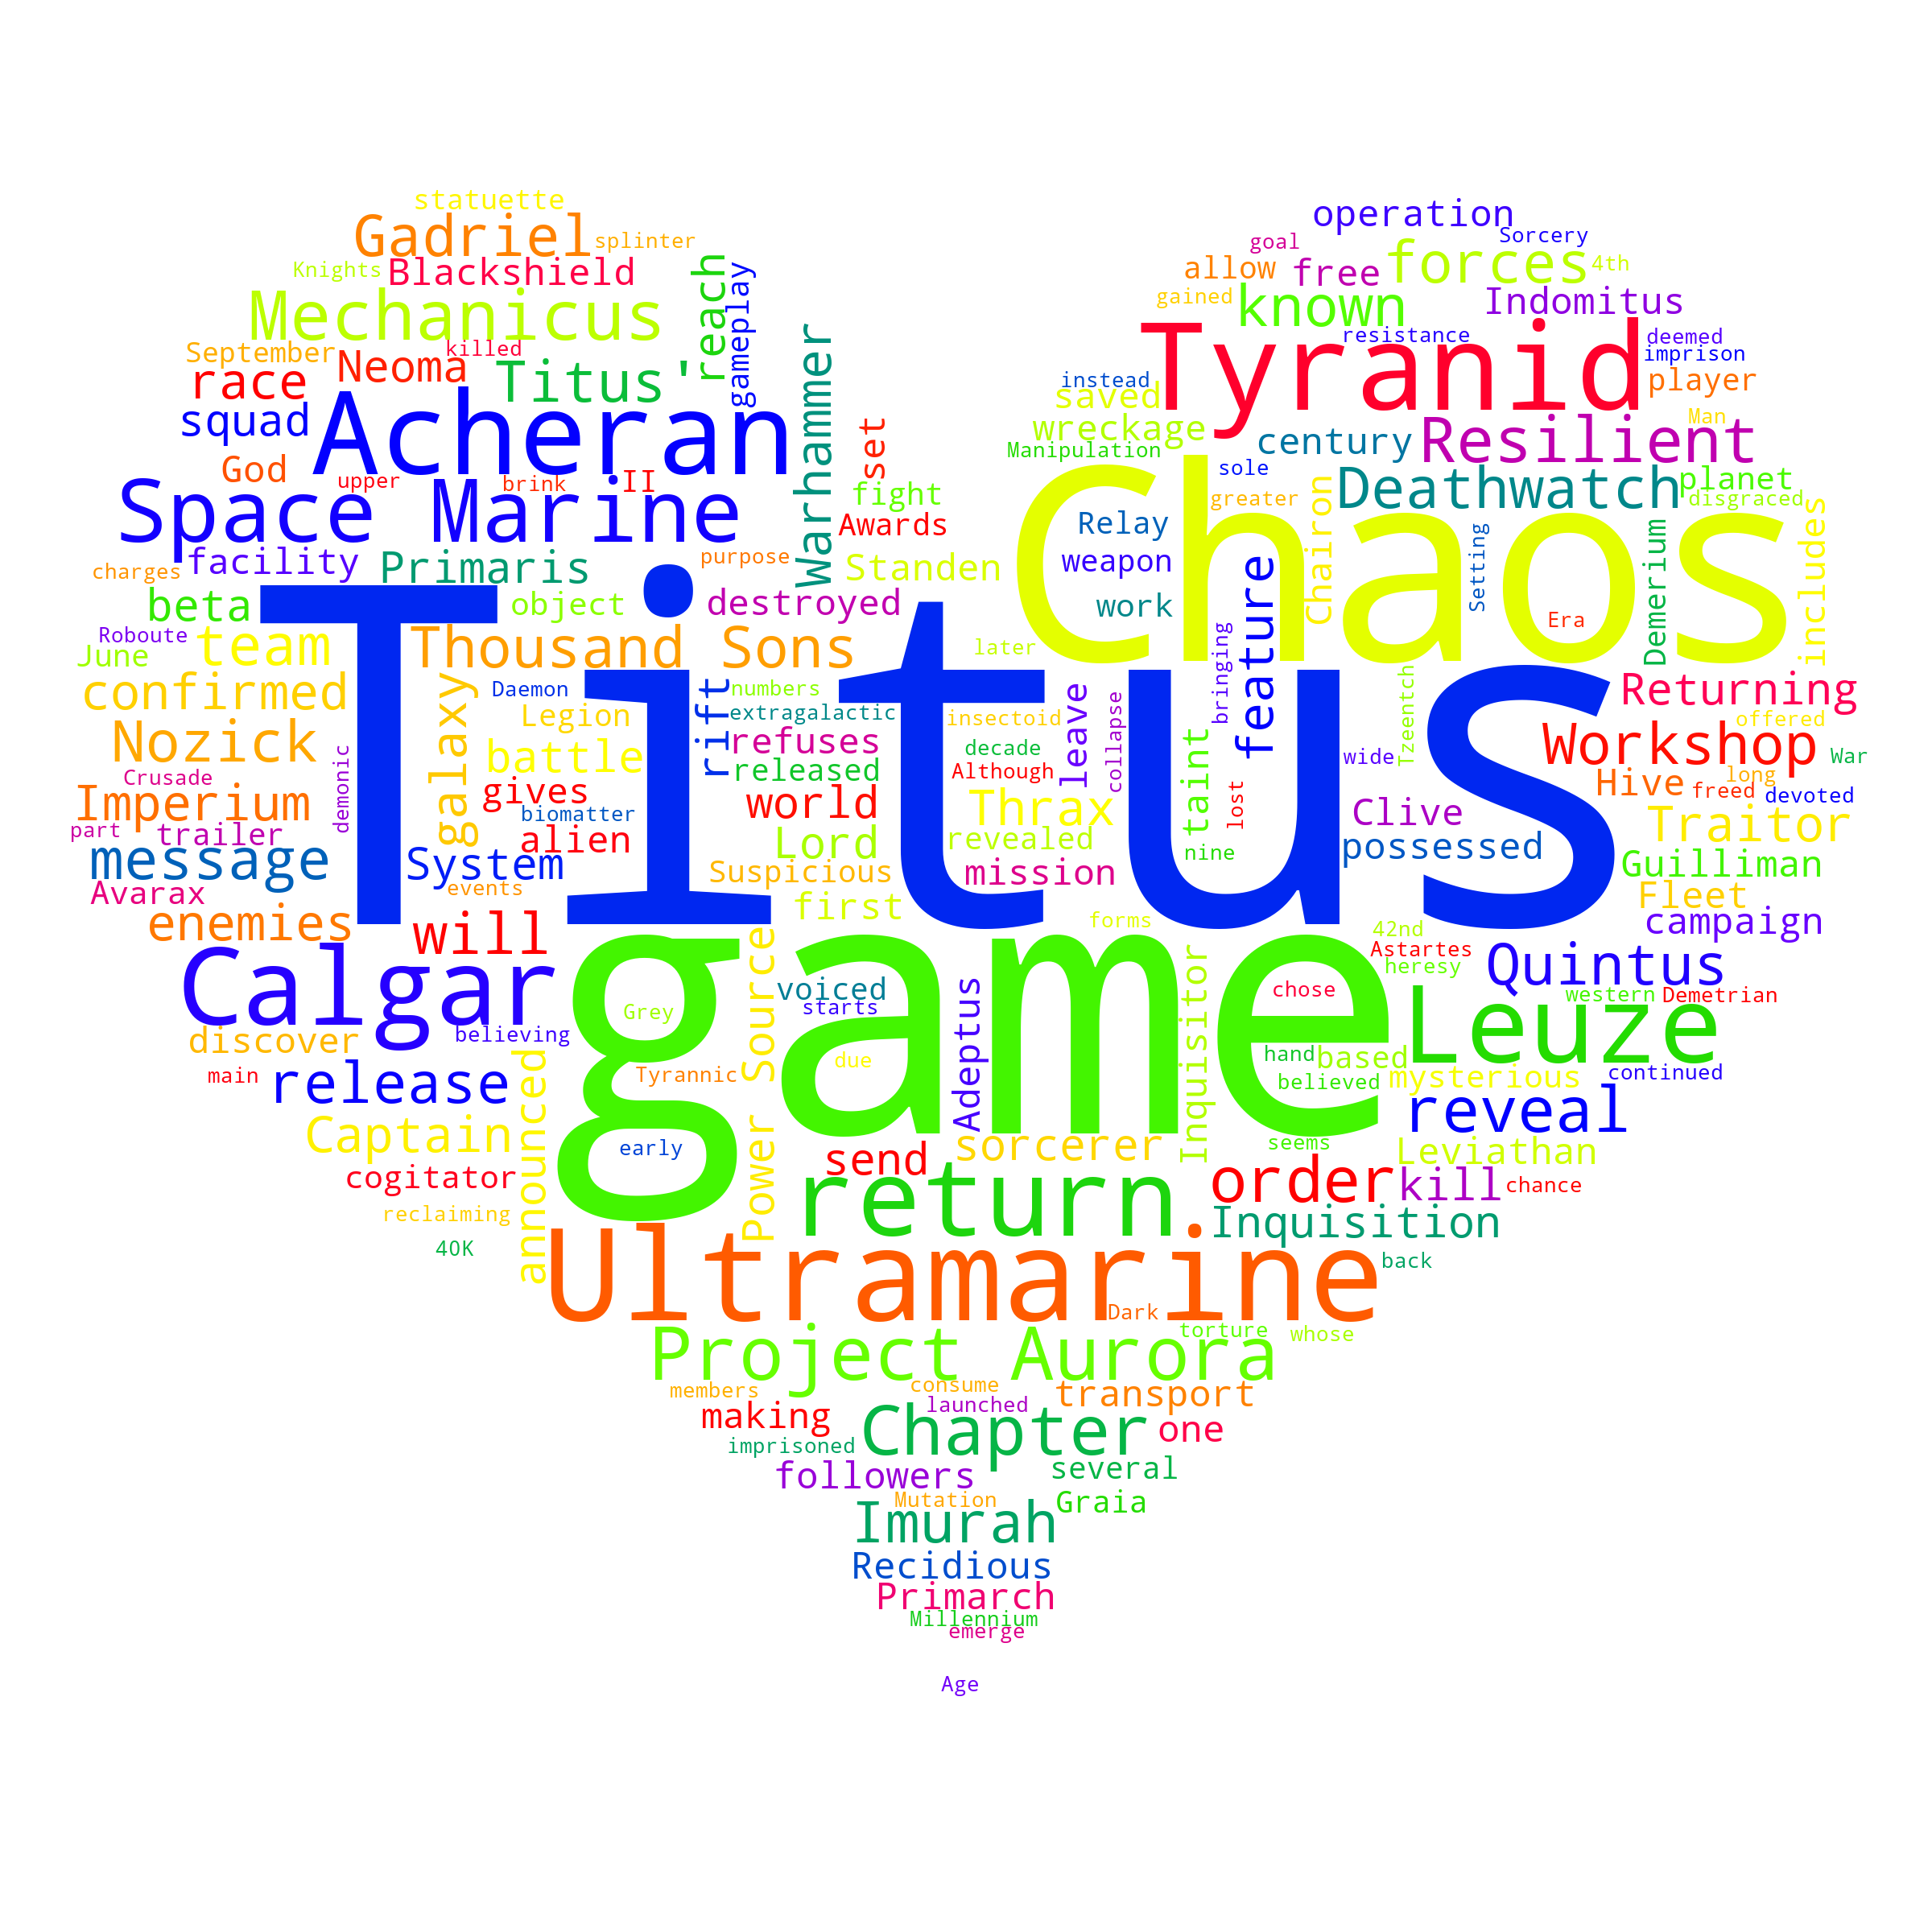 statuette
Gadriel splinter
operation
Sorcery
goal
Knights Blackshield
reach
gameplay
allow free forces 4th
Mechanicus
gained known Indomitus
September Neoma killed
Titus'
Warhammer
Tyranid
resistance deemed
imprison
race
instead
player
squad Acheran
saved
wreckage
Manipulation
set
century Resilient
Man
God upper brink II
sole
Space Marine
fight
greater
Deathwatch planet
disgraced
Awards
Relay
Chaos
Chairon
Setting
Demerium
includes
facility Primaris purpose
charges
Standen
weapon
feature
beta object destroyed
work
Era
Roboute team
June
Thousand Sons
later
bringing
Titus
confirmed
galaxy
Daemon
Legion
rift
numbers
extragalactic
insectoid
leave
collapse
Tzeentch
Returning
offered
Nozick
battle
refuses
decade
taint
wide
Workshop War
Crusade
demonic
released
Although
lost
Hive long
freed devoted
Imperium
gives
biomatter
world
Thrax
Clive
part trailer
alien
Lord
revealed
nine
possessed
Traitor
message
System
Suspicious
mission
Guilliman
Avarax
events
first
Fleet
enemies
will
forms
42nd
campaign
Calgar
game
Power Source
voiced
starts
Adeptus
Inquisitor
Astartes
heresy
Quintus
chose
western Demetrian
Grey
discover
believing
Leuze
due
hand based
main
release
announced
Tyrannic
believed mysterious continued
reveal
Captain
early
sorcerer
seems
Leviathan
cogitator
send
order kill chance
reclaiming
return
Inquisition
40K
Ultramarine
back
Dark
Project Aurora
torture whose
members
consume
transport
making
launched
Chapter one
imprisoned
followers
several
Mutation
Graia
Imurah
Recidious
Primarch
Millennium
emerge
Age